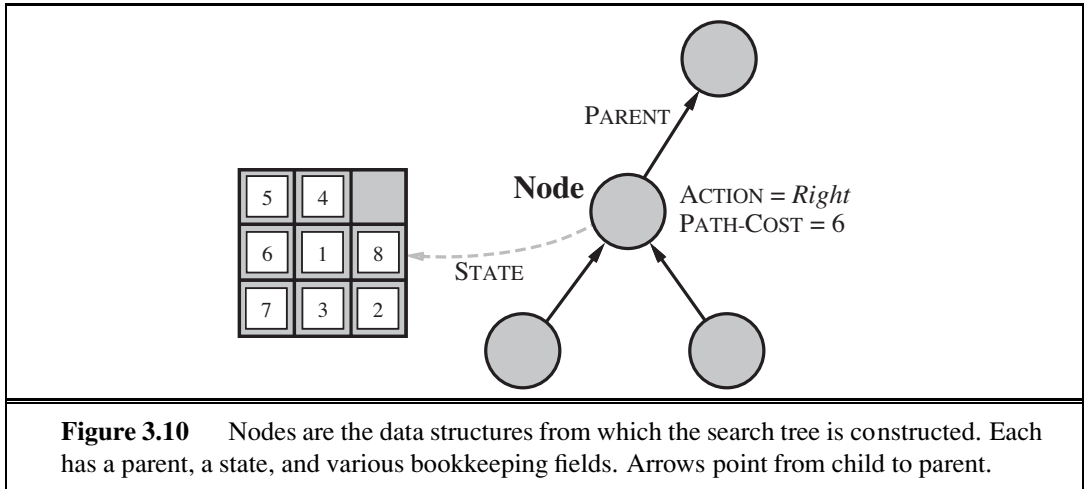 PARENT
Node
ACTION = Right
PATH-COST = 6
5 4
6 1 8
STATE
7 3 2
Figure 3.10 Nodes are the data structures from which the search tree is constructed. Each
has a parent, a state, and various bookkeeping fields. Arrows point from child to parent.